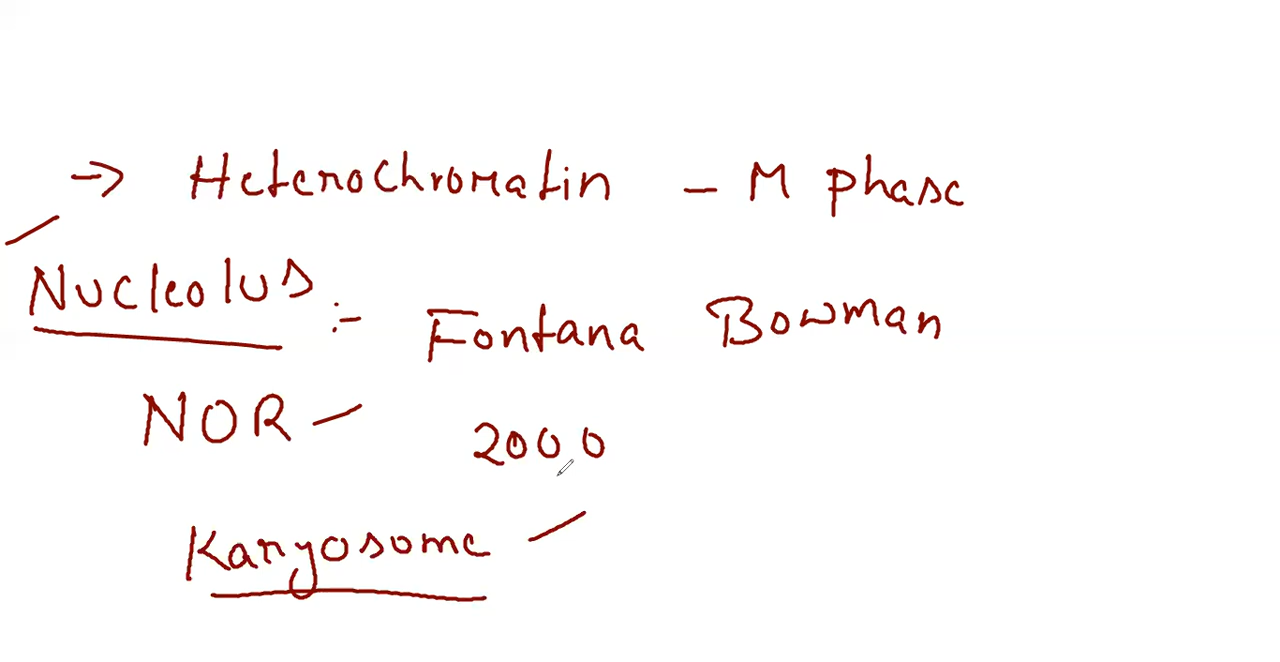 → Heterochromatin - M phase
Nucleolus :- Fontana Bowman
NOR
2000
Karyosome